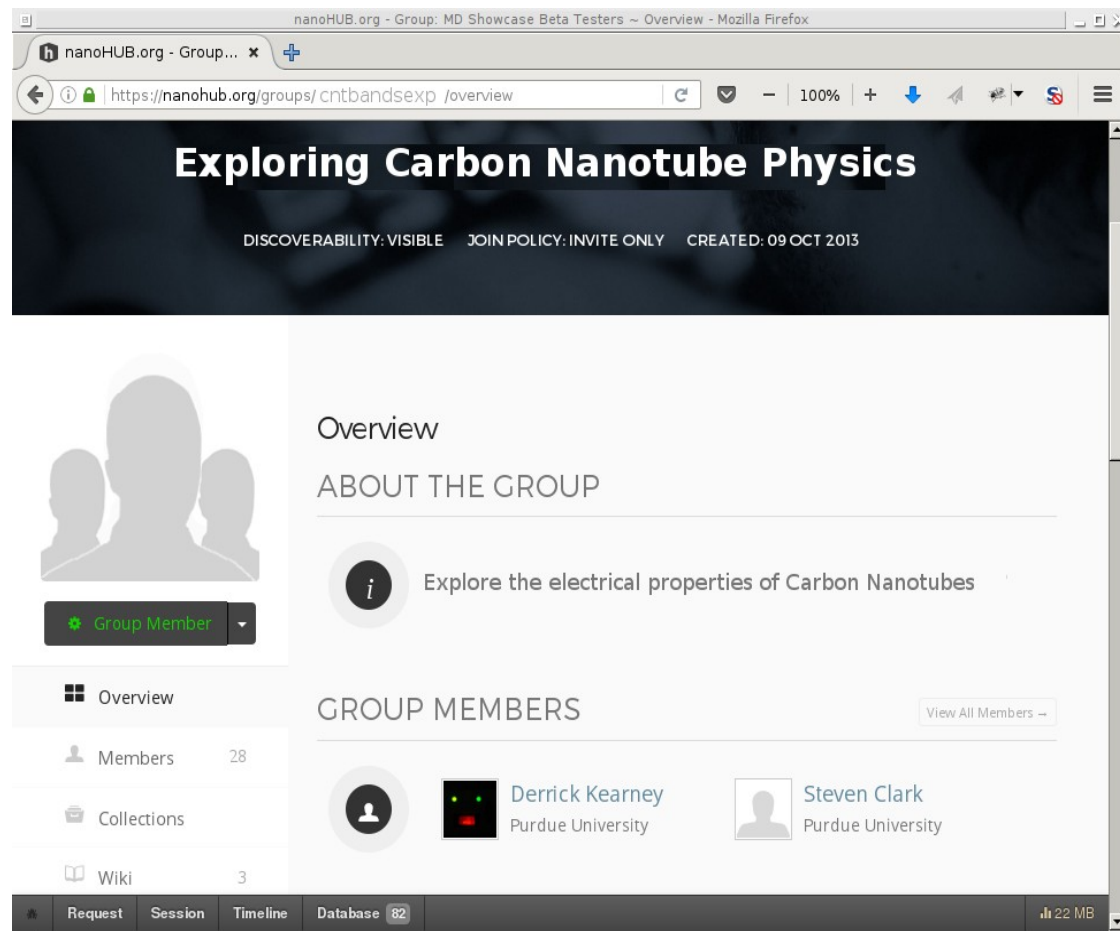 nanoHUB.org - Group: MD Showcase Beta Testers ~ Overview - Mozilla Firefox
nanoHUB.org - Group...
https://nanohub.org/groups/ cntbandsexp /overview
100%
Exploring Carbon Nanotube Physics
DISCOVERABILITY: VISIBLE JOIN POLICY: INVITE ONLY CREATED: 09 OCT 2013
Overview
ABOUT THE GROUP
i
Explore the electrical properties of Carbon Nanotubes
Group Member
Overview
Members 28
Collections
Wiki 3
GROUP MEMBERS
View All Members →
Derrick Kearney
Purdue University
Steven Clark
Purdue University
Request Session Timeline Database 82 22 MB